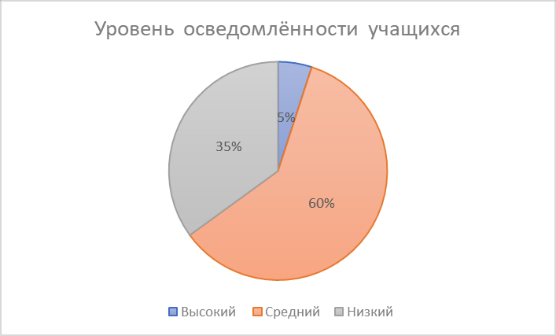 Уровень осведомлённости учащихся
5%
35%
60%
Высокий Средний Низкий